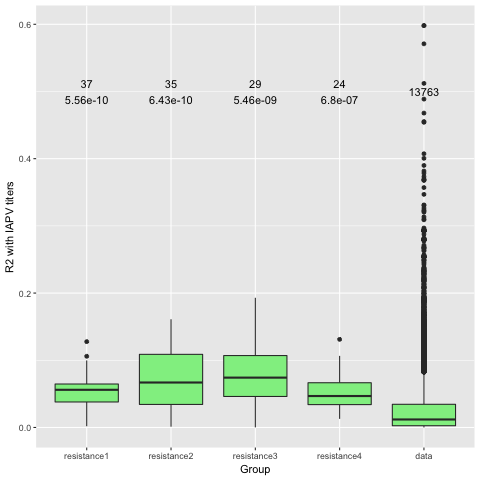 0.6
0.4
0.2
0.0
R2 with IAPV titers
37
35
29
24
13763
5.56e-10
6.43e-10
5.46e-09
6.8e-07
resistance1
resistance2
resistance3
resistance4
data
Group